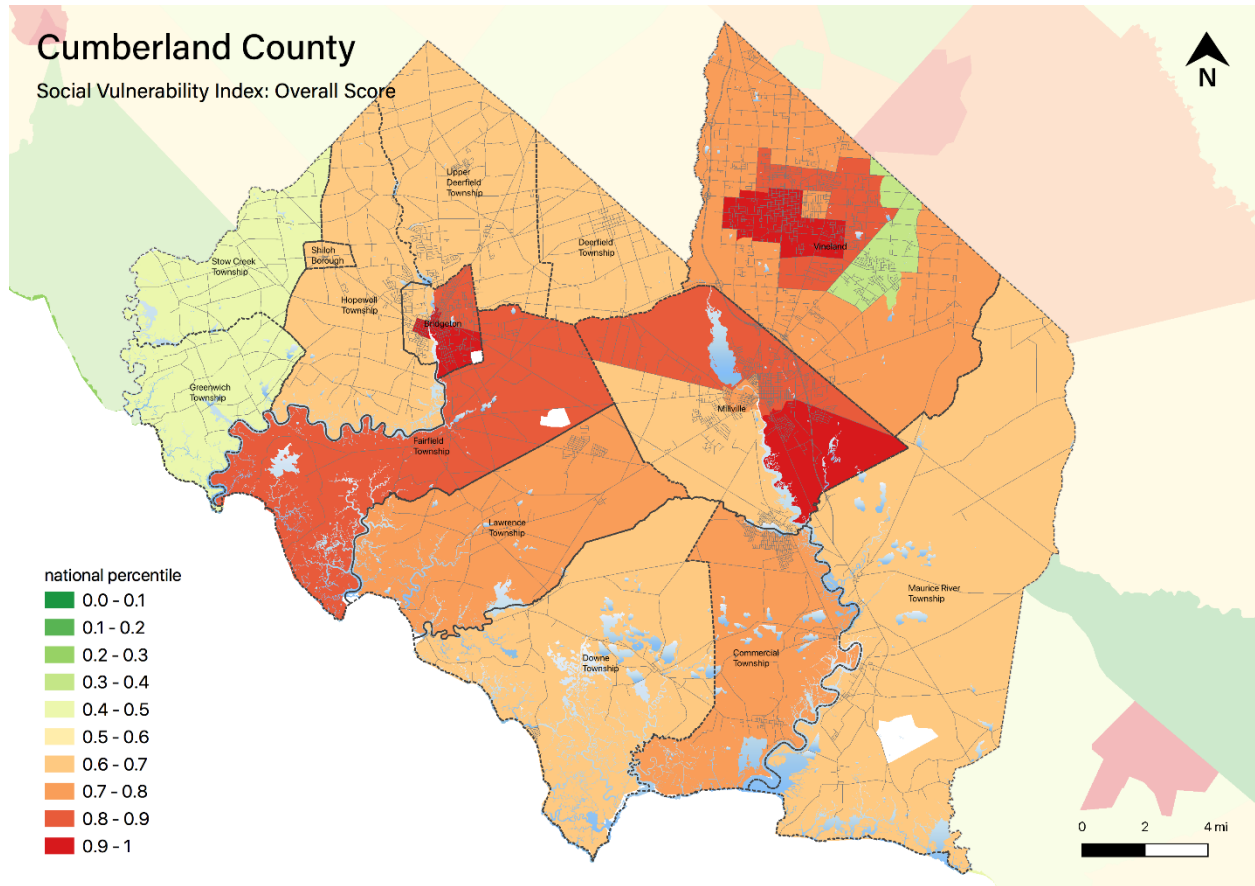 Cumberland County
Social Vulnerability Index: Overall Score
N
Upper
Deerfield
Township
Deerfield
Township
Vineland
Shiloh
Borough
Stow Creek
Township
Hopewell
Township
Bridgeton
Greenwich
Township
Millville
Fairfield
Township
Lawrence
Township
Maurice River
Township
Downe
Township
Commercial
Township
national percentile
0.0 - 0.1
0.1 - 0.2
0.2 - 0.3
0.3 - 0.4
0.4 - 0.5
0.5 - 0.6
0.6 - 0.7
0.7 - 0.8
0.8 - 0.9
0.9 - 1
0 2 4 mi